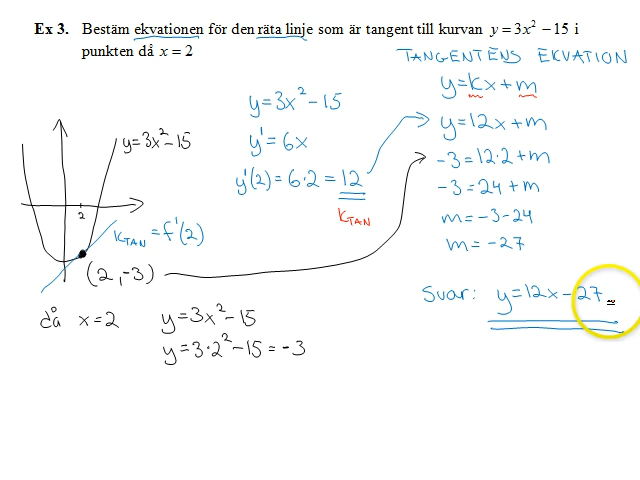 Ex 3. Bestäm ekvationen för den räta linje som är tangent till kurvan y = 3x² − 15 i
punkten då x = 2
TANGENTENS EKVATION
y=kx+m
y=3x²−15
y=12x+m
y=3x²−15
y'=6x
-3=12·2+m
y'(2)=6·2=12
-3=24+m
K_TAN
2
m=-3-24
K_TAN=f'(2)
m=-27
(2,-3)
Svar: y=12x-27
då x=2 y=3x²−15
y=3·2²−15=−3